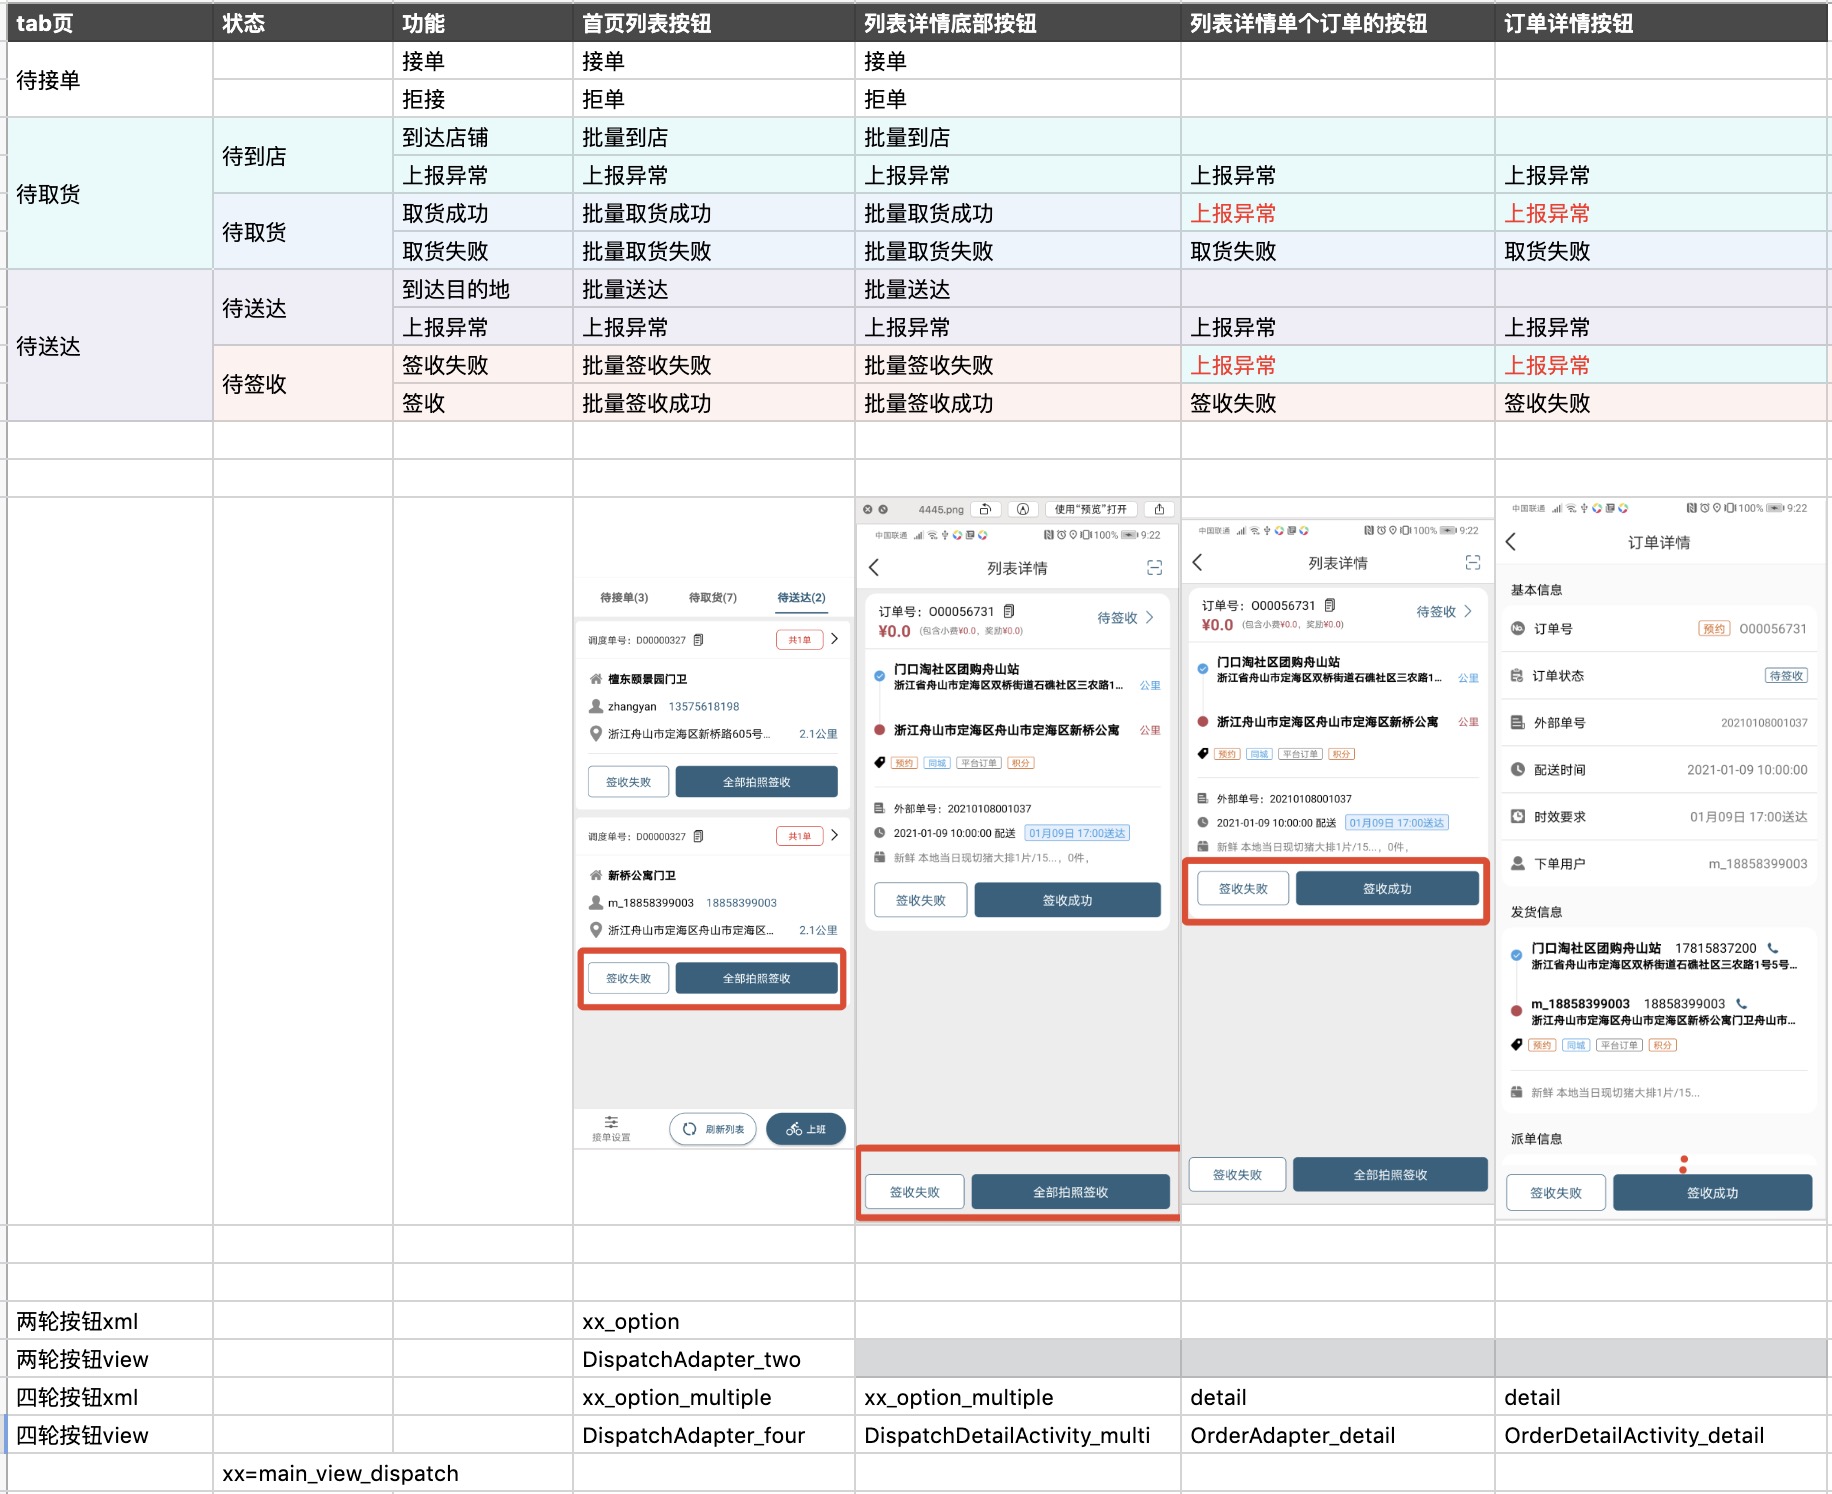 tab页 状态 功能 首页列表按钮 列表详情底部按钮 列表详情单个订单的按钮 订单详情按钮
待接单 接单 接单 接单
拒接 拒单 拒单
待取货 待到店 到达店铺 批量到店 批量到店
上报异常 上报异常 上报异常 上报异常 上报异常
待取货 取货成功 批量取货成功 批量取货成功 上报异常 上报异常
取货失败 批量取货失败 批量取货失败 取货失败 取货失败
待送达 待送达 到达目的地 批量送达 批量送达
上报异常 上报异常 上报异常 上报异常 上报异常
待签收 签收失败 批量签收失败 批量签收失败 上报异常 上报异常
签收 批量签收成功 批量签收成功 签收失败 签收失败
待接单(3) 待取货(7) 待送达(2)
调度单号：D00000327 共1单
檀东颐景园门卫
zhangyan 13575618198
浙江舟山市定海区新桥路605号... 2.1公里
签收失败 全部拍照签收
调度单号：D00000327 共1单
新桥公寓门卫
m_18858399003 18858399003
浙江舟山市定海区舟山市定海区... 2.1公里
签收失败 全部拍照签收
接单设置 刷新列表 上班
4445.png 使用“预览”打开
中国联通 100% 9:22
列表详情
订单号：O00056731 待签收
¥0.0 (包含小费¥0.0，奖励¥0.0)
门口淘社区团购舟山站
浙江省舟山市定海区双桥街道石礁社区三农路1... 公里
浙江舟山市定海区舟山市定海区新桥公寓 公里
预约 同城 平台订单 积分
外部单号：20210108001037
2021-01-09 10:00:00 配送 01月09日 17:00送达
新鲜 本地当日现切猪大排1片/15...，0件，
签收失败 签收成功
签收失败 全部拍照签收
中国联通 100% 9:22
列表详情
订单号：O00056731 待签收
¥0.0 (包含小费¥0.0，奖励¥0.0)
门口淘社区团购舟山站
浙江省舟山市定海区双桥街道石礁社区三农路1... 公里
浙江舟山市定海区舟山市定海区新桥公寓 公里
预约 同城 平台订单 积分
外部单号：20210108001037
2021-01-09 10:00:00 配送 01月09日 17:00送达
新鲜 本地当日现切猪大排1片/15...，0件，
签收失败 签收成功
签收失败 全部拍照签收
中国联通 100% 9:22
订单详情
基本信息
No. 订单号 预约 O00056731
订单状态 待签收
外部单号 20210108001037
配送时间 2021-01-09 10:00:00
时效要求 01月09日 17:00送达
下单用户 m_18858399003
发货信息
门口淘社区团购舟山站 17815837200
浙江省舟山市定海区双桥街道石礁社区三农路1号5号...
m_18858399003 18858399003
浙江舟山市定海区舟山市定海区新桥公寓门卫舟山市...
预约 同城 平台订单 积分
新鲜 本地当日现切猪大排1片/15...
派单信息
签收失败 签收成功
两轮按钮xml xx_option
两轮按钮view DispatchAdapter_two
四轮按钮xml xx_option_multiple xx_option_multiple detail detail
四轮按钮view DispatchAdapter_four DispatchDetailActivity_multi OrderAdapter_detail OrderDetailActivity_detail
xx=main_view_dispatch